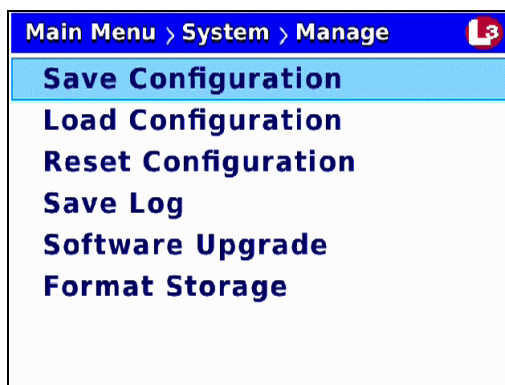 Main Menu > System > Manage L3
Save Configuration
Load Configuration
Reset Configuration
Save Log
Software Upgrade
Format Storage